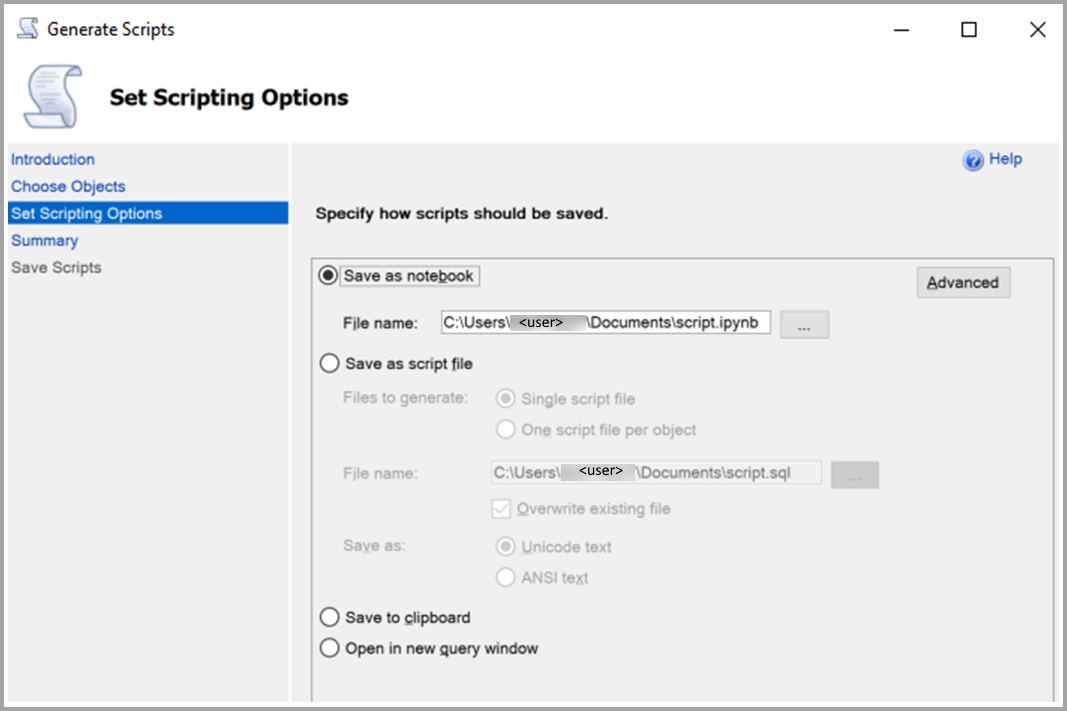 Generate Scripts
Set Scripting Options
Introduction
Choose Objects
Set Scripting Options
Summary
Save Scripts
Help
Specify how scripts should be saved.
Save as notebook
Advanced
File name: C:\Users\ <user> \Documents\script.ipynb ...
Save as script file
Files to generate: Single script file
One script file per object
File name: C:\Users\ <user> \Documents\script.sql ...
Overwrite existing file
Save as: Unicode text
ANSI text
Save to clipboard
Open in new query window